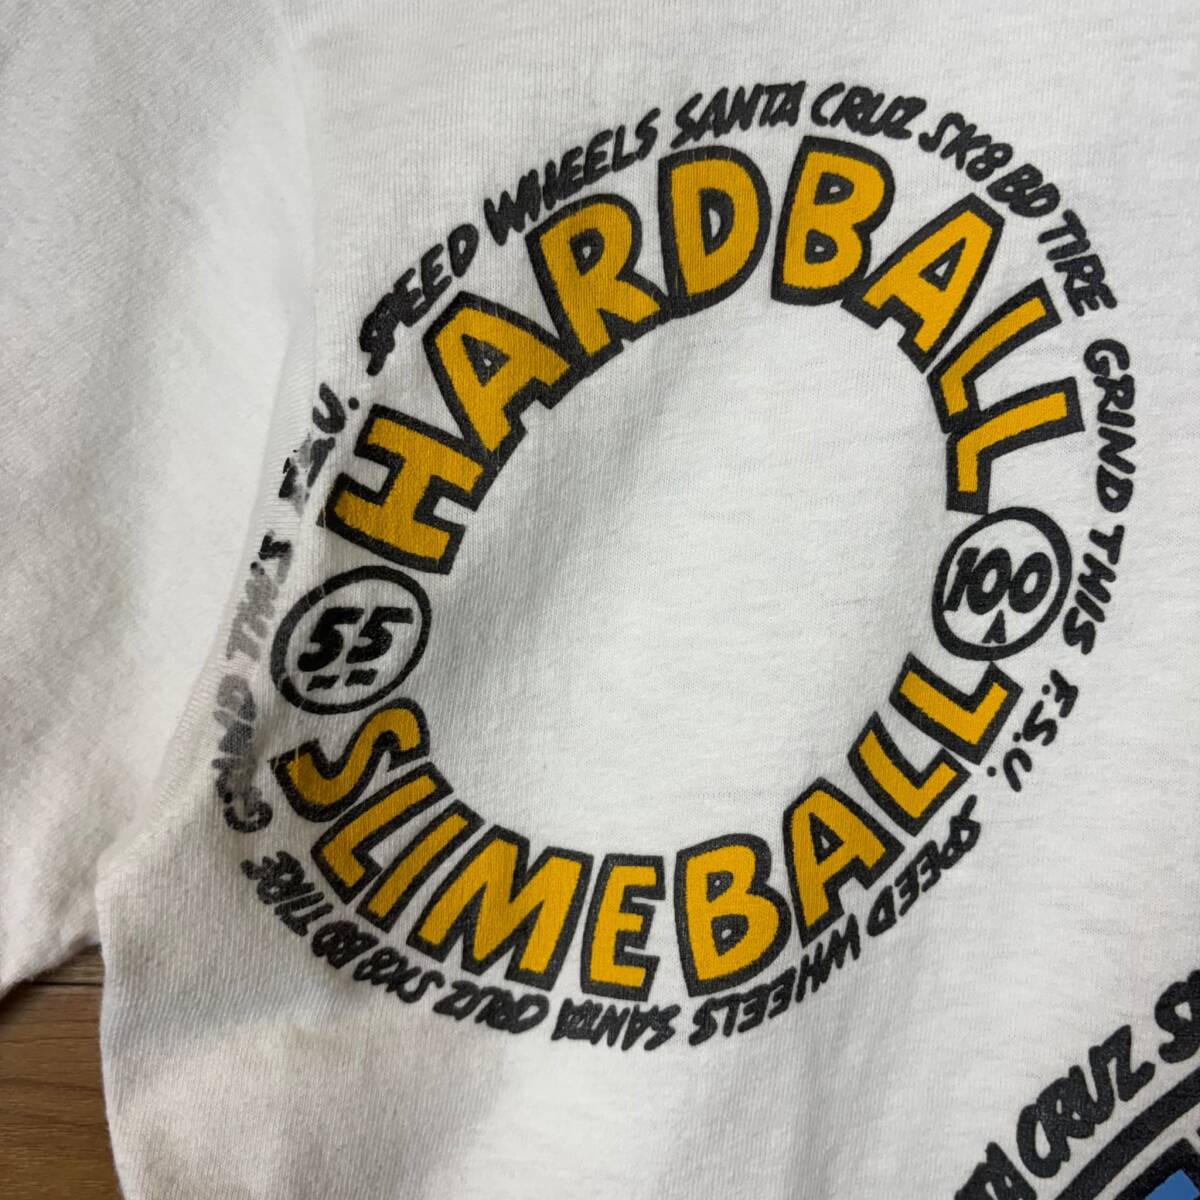 SPEED WHEELS SANTA CRUZ SK8 BD TIRE GRIND THIS F.S.U.
SPEED WHEELS SANTA CRUZ SK8 BD TIRE GRIND THIS F.S.U.
HARDBALL
100
A
SLIMEBALL
55
CRUZ